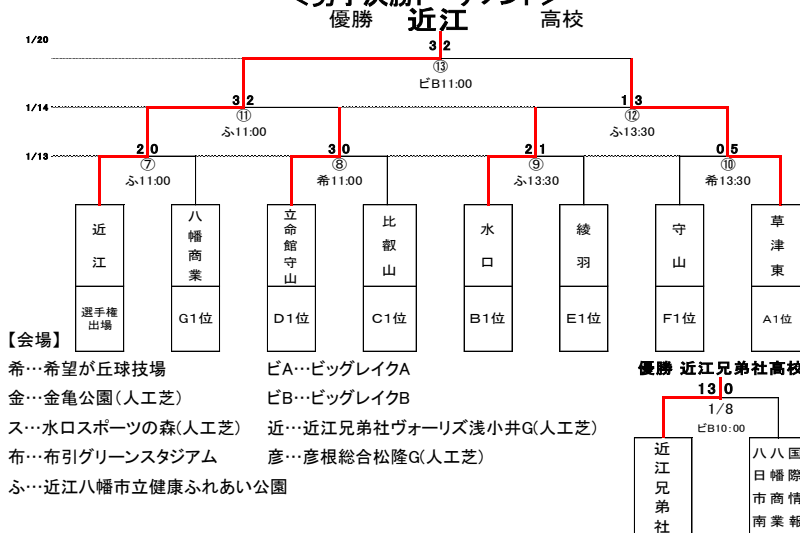 優勝 近江 高校
1/20
3 2
⑬
ビB11:00
1/14
3 2
1 3
⑪
⑫
ふ11:00
ふ13:30
1/13
2 0
3 0
2 1
0 5
⑦
⑧
⑨
⑩
ふ11:00
希11:00
ふ13:30
希13:30
近江
八幡商業
立命館守山
比叡山
水口
綾羽
守山
草津東
選手権
出場
G1位
D1位
C1位
B1位
E1位
F1位
A1位
【会場】
希…希望が丘球技場
ビA…ビッグレイクA
金…金亀公園(人工芝)
ビB…ビッグレイクB
ス…水口スポーツの森(人工芝)
近…近江兄弟社ヴォーリズ浅小井G(人工芝)
布…布引グリーンスタジアム
彦…彦根総合松隆G(人工芝)
ふ…近江八幡市立健康ふれあい公園
優勝 近江兄弟社高校
13 0
1/8
ビB10:00
近江兄弟社
八日市南
八幡商業
国際情報